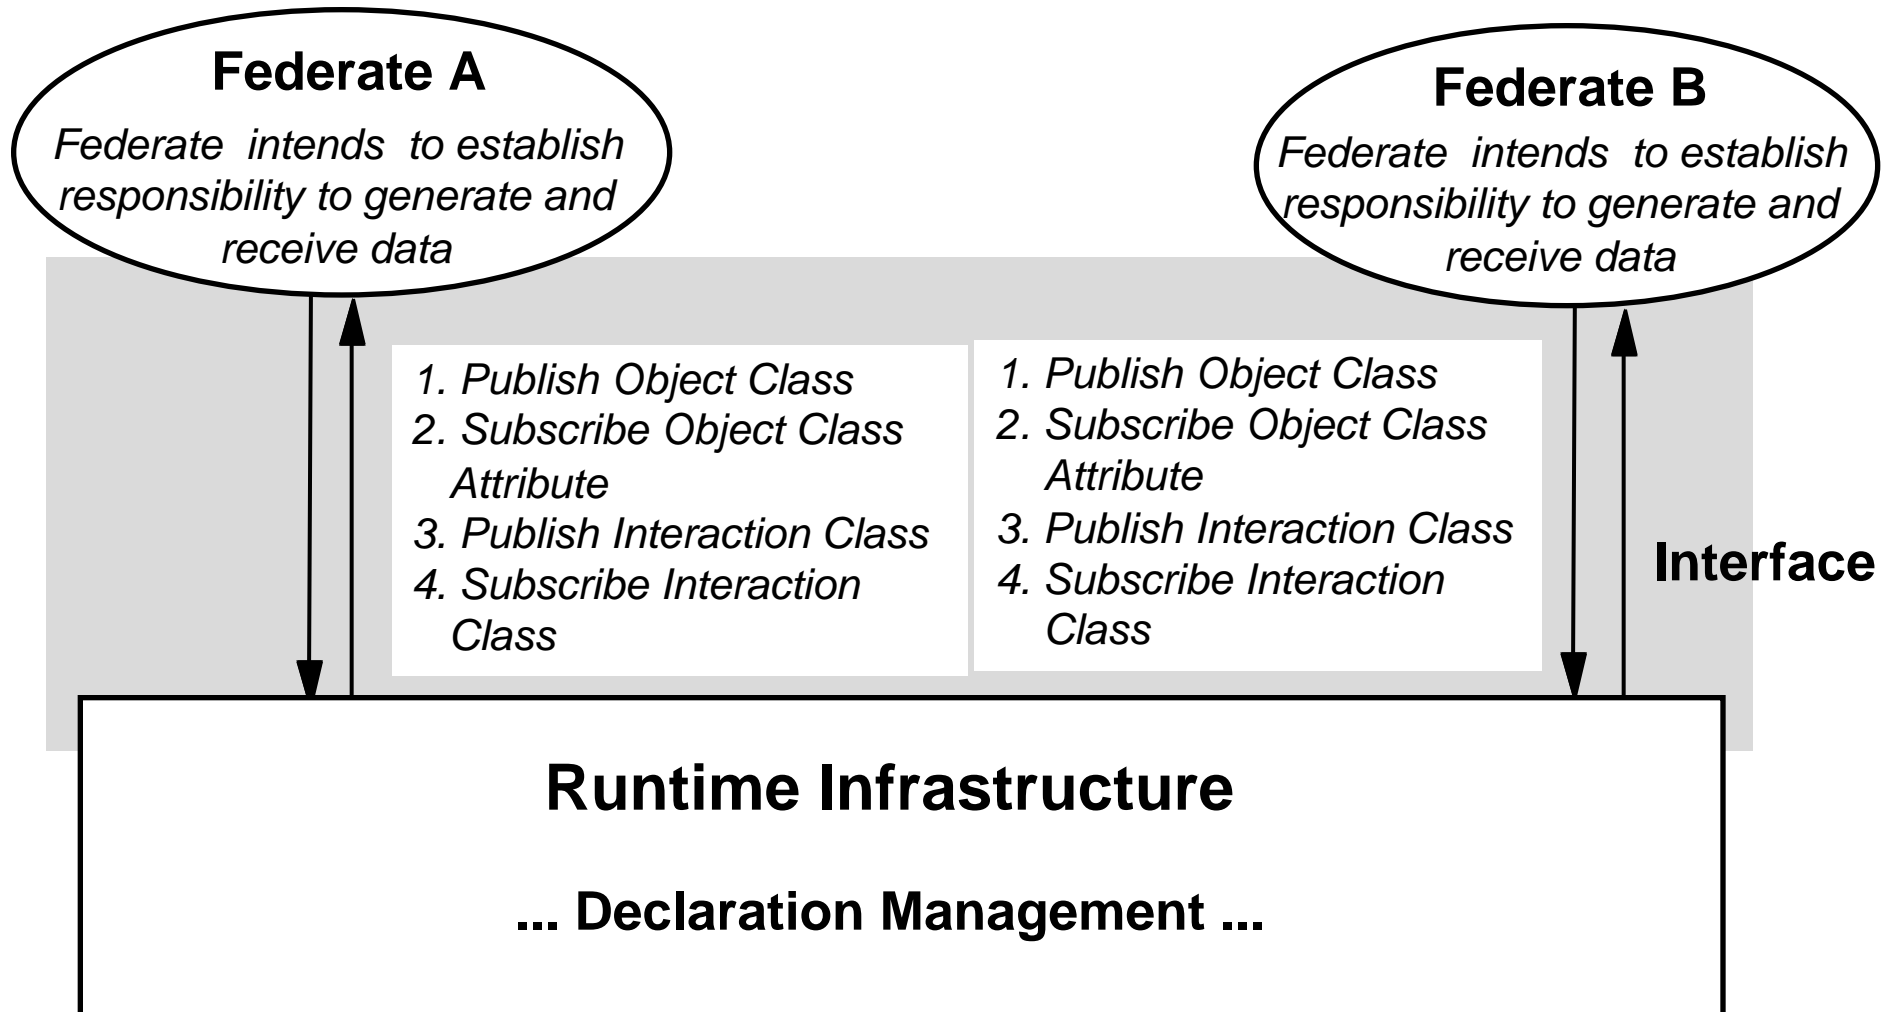 Federate A
Federate intends to establish
responsibility to generate and
receive data
Federate B
Federate intends to establish
responsibility to generate and
receive data
1. Publish Object Class
2. Subscribe Object Class
Attribute
3. Publish Interaction Class
4. Subscribe Interaction
Class
1. Publish Object Class
2. Subscribe Object Class
Attribute
3. Publish Interaction Class
4. Subscribe Interaction
Class
Interface
Runtime Infrastructure
... Declaration Management ...